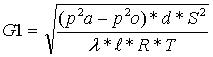 G1 = √((p²a − p²o) * d * S² / λ * ℓ * R * T)